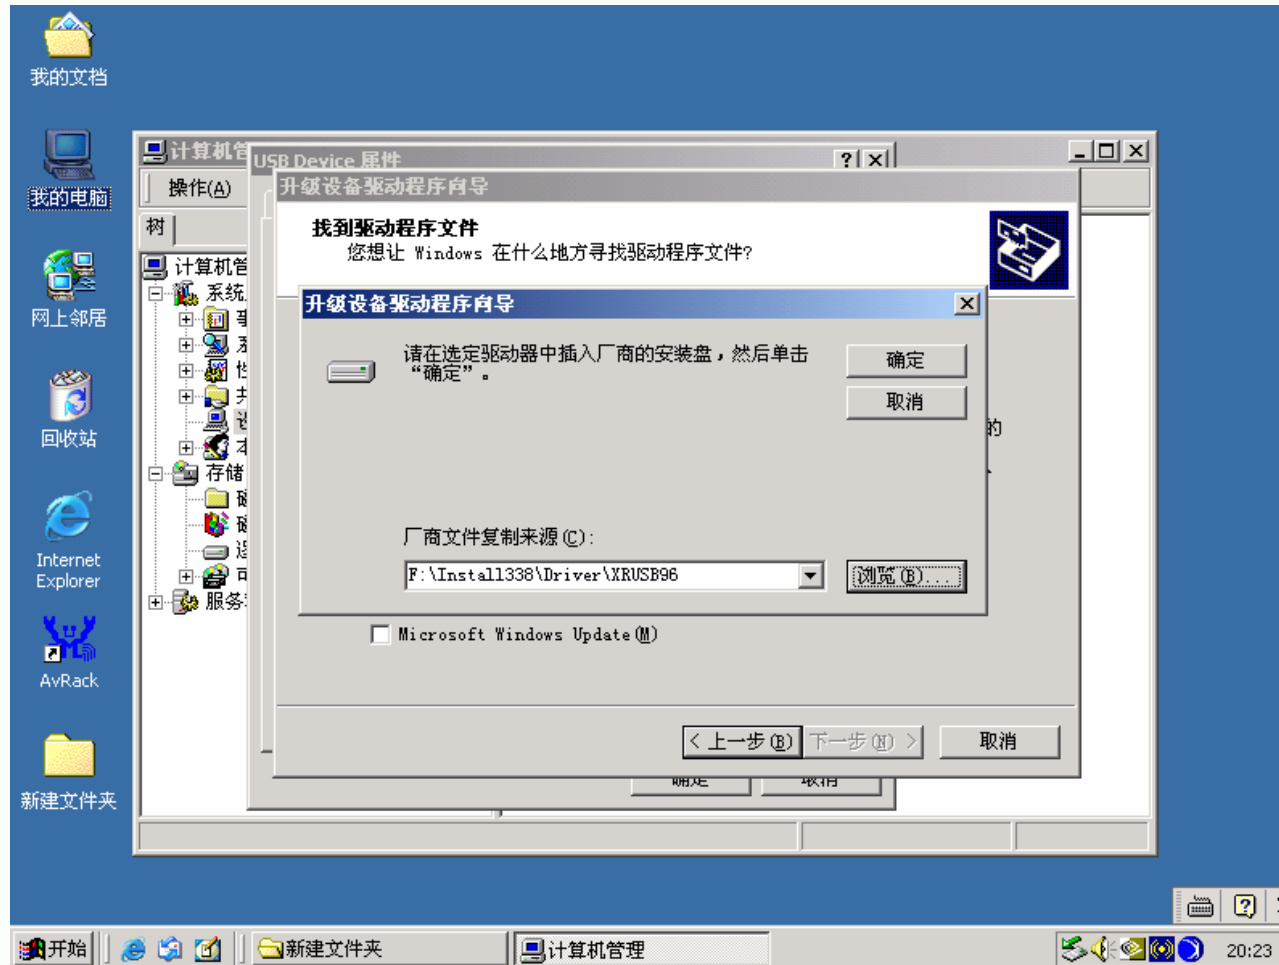 我的文档
我的电脑
网上邻居
回收站
Internet
Explorer
AvRack
新建文件夹
计算机管
操作(A)
树
计算机管
系统
存储
服务
USB Device 属性
升级设备驱动程序向导
找到驱动程序文件
您想让 Windows 在什么地方寻找驱动程序文件?
升级设备驱动程序向导
请在选定驱动器中插入厂商的安装盘，然后单击
“确定”。
确定
取消
的
厂商文件复制来源(C):
F:\Install338\Driver\XRUSB96
浏览(B)...
Microsoft Windows Update(M)
< 上一步(B)
下一步(N) >
取消
确定
取消
开始
新建文件夹
计算机管理
20:23